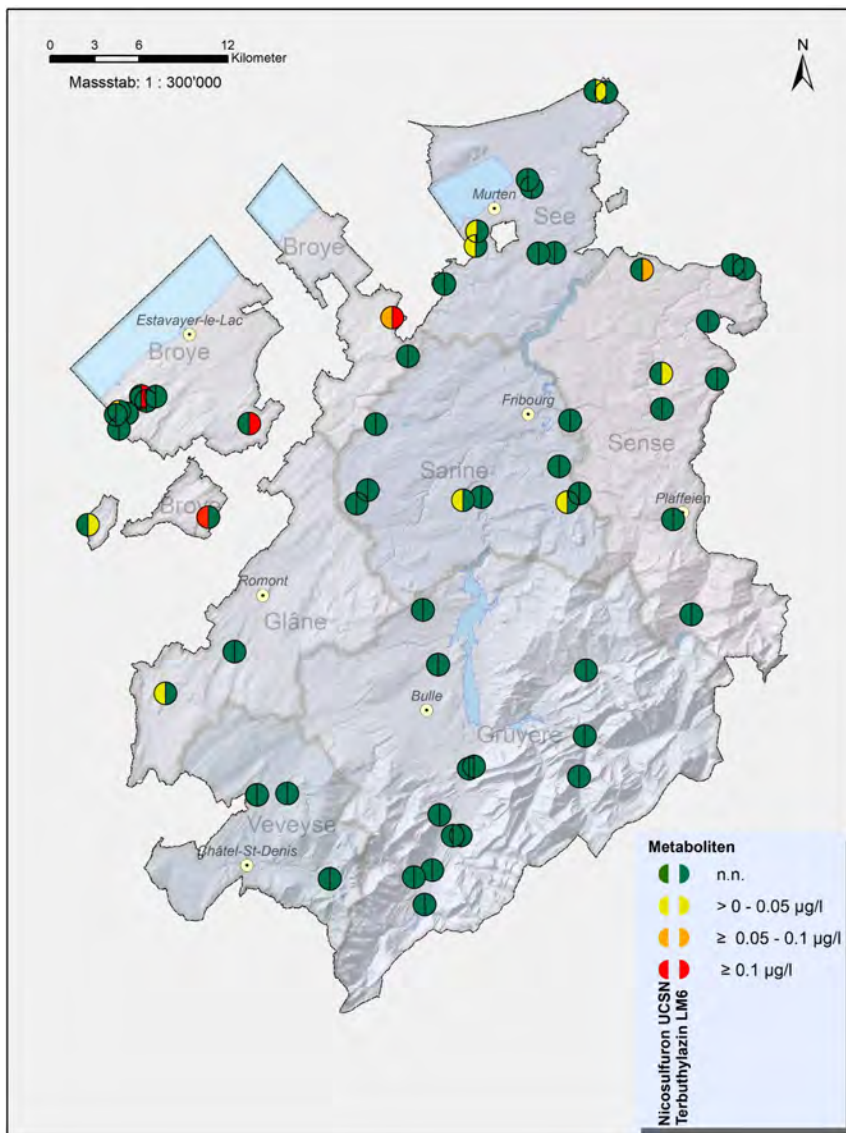 0 3 6 12
Kilometer
Massstab: 1 : 300'000
N
Murten
See
Broye
Estavayer-le-Lac
Broye
Fribourg
Sense
Sarine
Plaffeien
Broye
Romont
Glâne
Bulle
Gruyère
Veveyse
Châtel-St-Denis
Metaboliten
n.n.
> 0 - 0.05 µg/l
≥ 0.05 - 0.1 µg/l
≥ 0.1 µg/l
Nicosulfuron UCSN
Terbuthylazin LM6